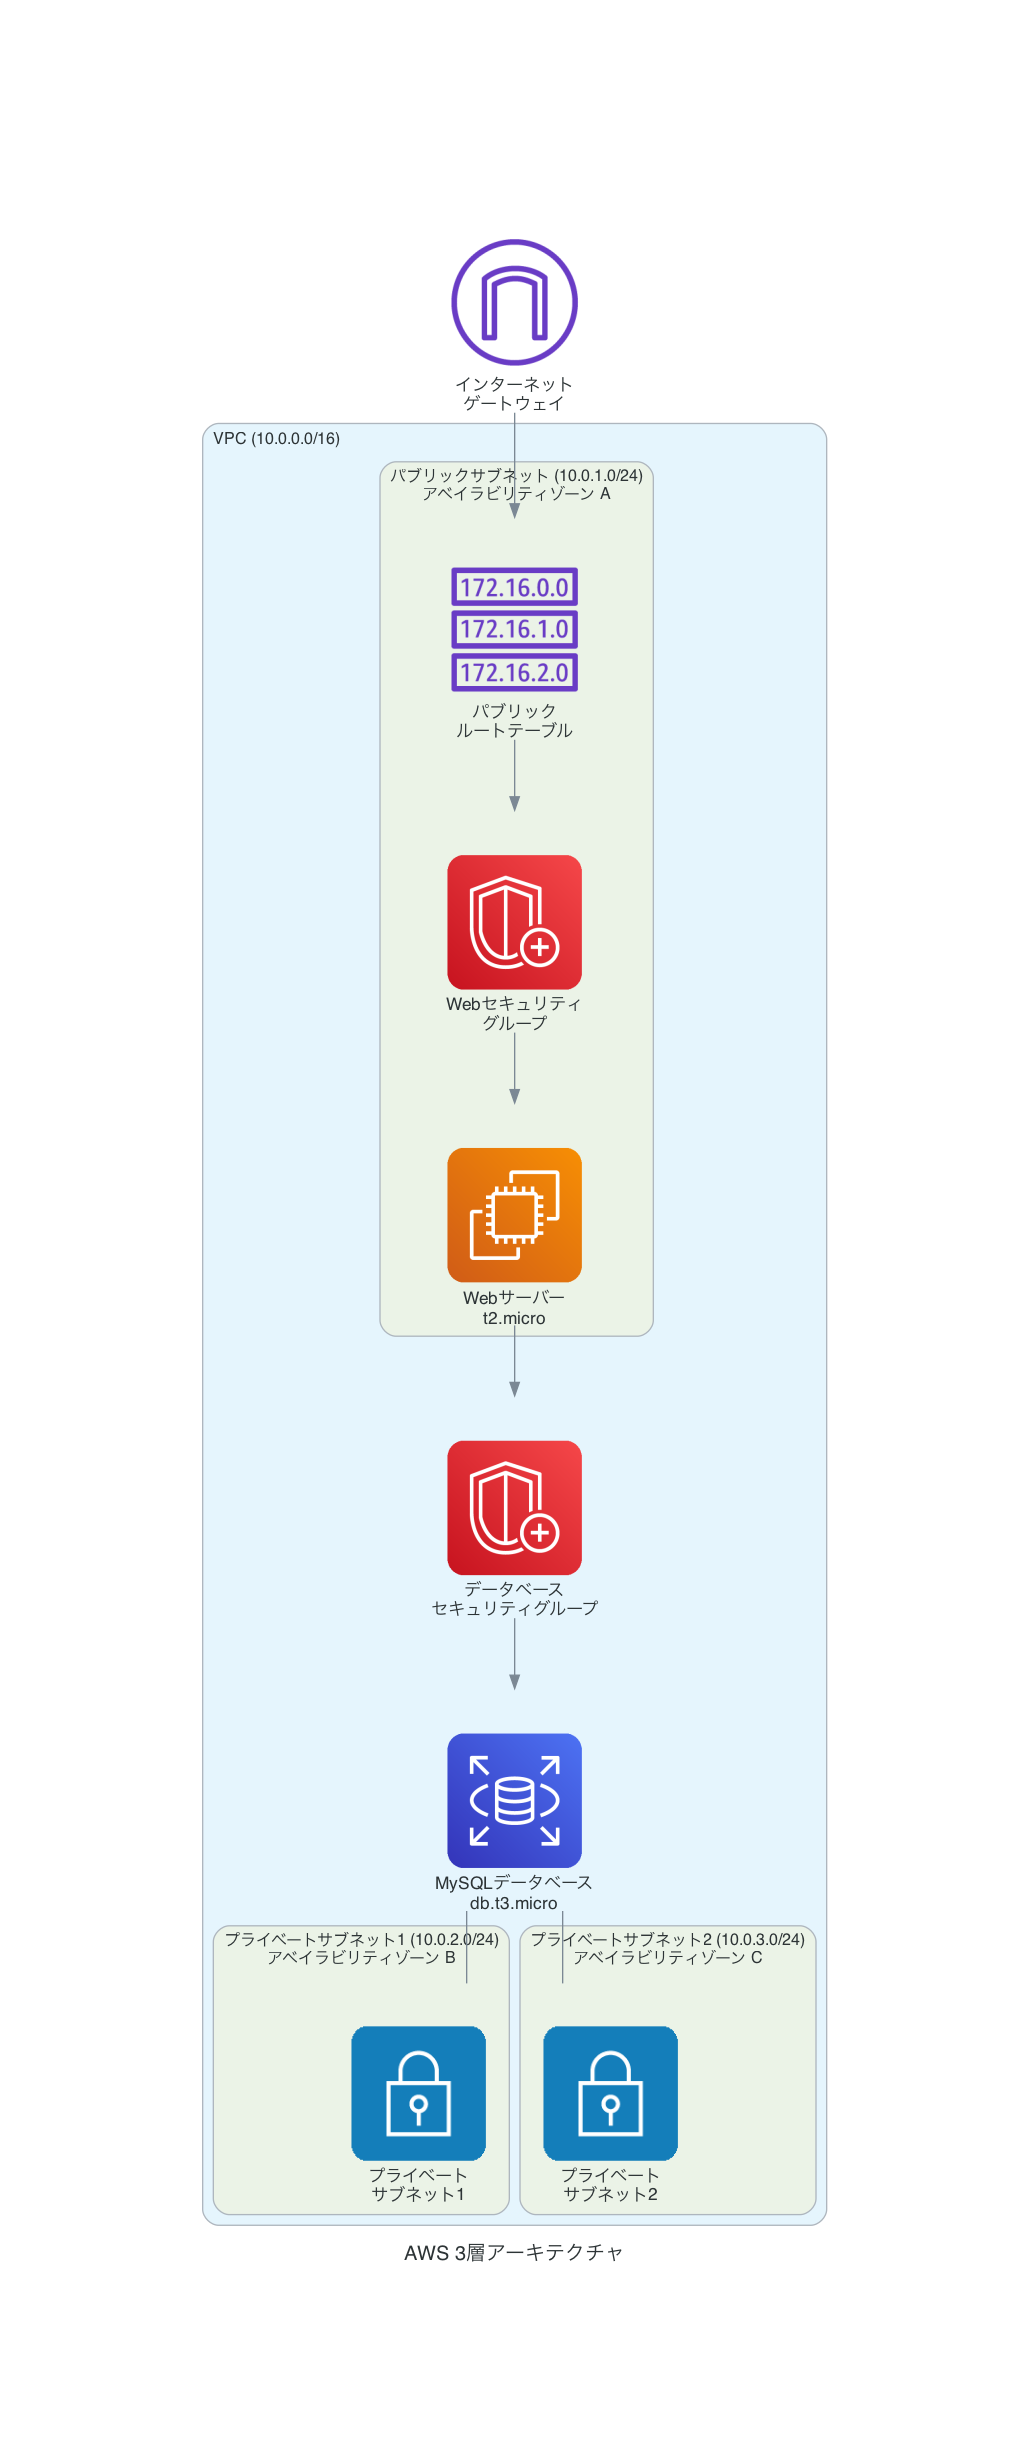 インターネット
ゲートウェイ
VPC (10.0.0.0/16)
パブリックサブネット (10.0.1.0/24)
アベイラビリティゾーン A
172.16.0.0
172.16.1.0
172.16.2.0
パブリック
ルートテーブル
Webセキュリティ
グループ
Webサーバー
t2.micro
データベース
セキュリティグループ
MySQLデータベース
db.t3.micro
プライベートサブネット1 (10.0.2.0/24)
アベイラビリティゾーン B
プライベートサブネット2 (10.0.3.0/24)
アベイラビリティゾーン C
プライベート
サブネット1
プライベート
サブネット2
AWS 3層アーキテクチャ